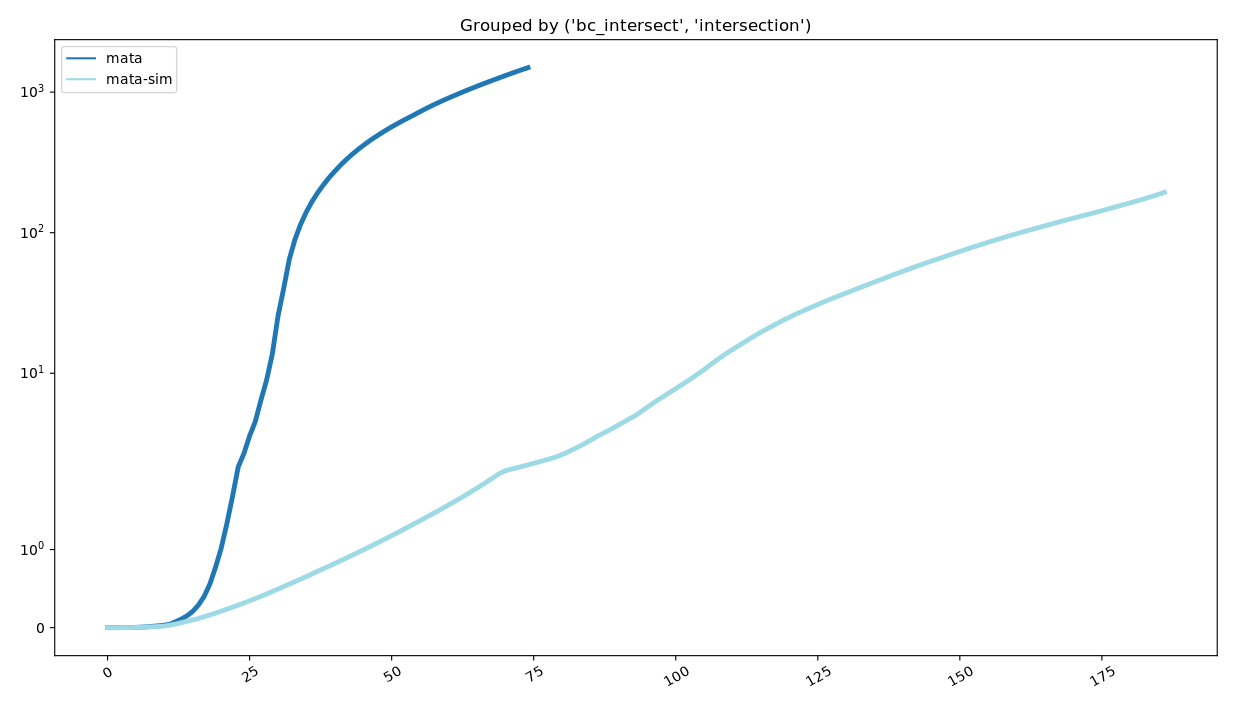 Grouped by ('bc_intersect', 'intersection')
mata
mata-sim
10³
10²
10¹
10⁰
0
0 25 50 75 100 125 150 175